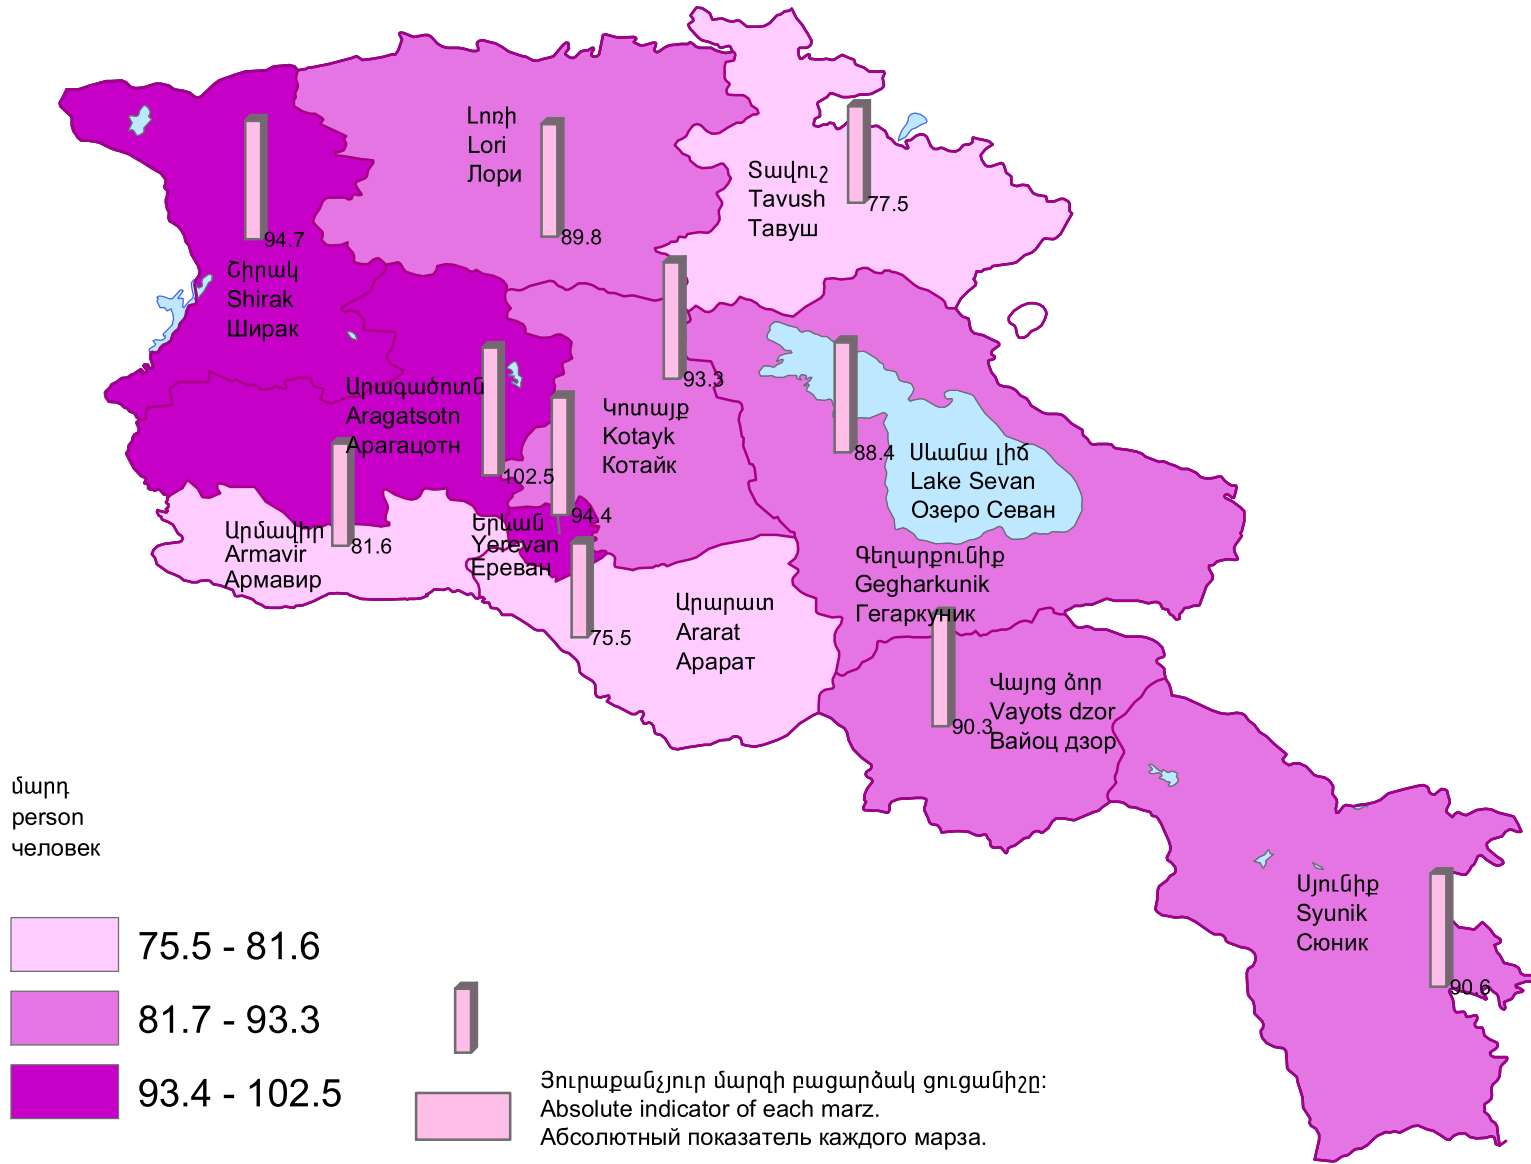 Լոռի
Lori
Лори
89.8
Տավուշ
Tavush
Тавуш
77.5
94.7
Շիրակ
Shirak
Ширак
93.3
Արագածոտն
Aragatsotn
Арагацотн
102.5
Կոտայք
Kotayk
Котайк
88.4
Սևանա լիճ
Lake Sevan
Озеро Севан
94.4
Երևան
Yerevan
Ереван
Արմավիր
Armavir
Армавир
81.6
Գեղարքունիք
Gegharkunik
Гегаркуник
75.5
Արարատ
Ararat
Арарат
Վայոց ձոր
Vayots dzor
Вайоц дзор
90.3
Սյունիք
Syunik
Сюник
90.6
մարդ
person
человек
75.5 - 81.6
81.7 - 93.3
93.4 - 102.5
Յուրաքանչյուր մարզի բացարձակ ցուցանիշը:
Absolute indicator of each marz.
Абсолютный показатель каждого марза.